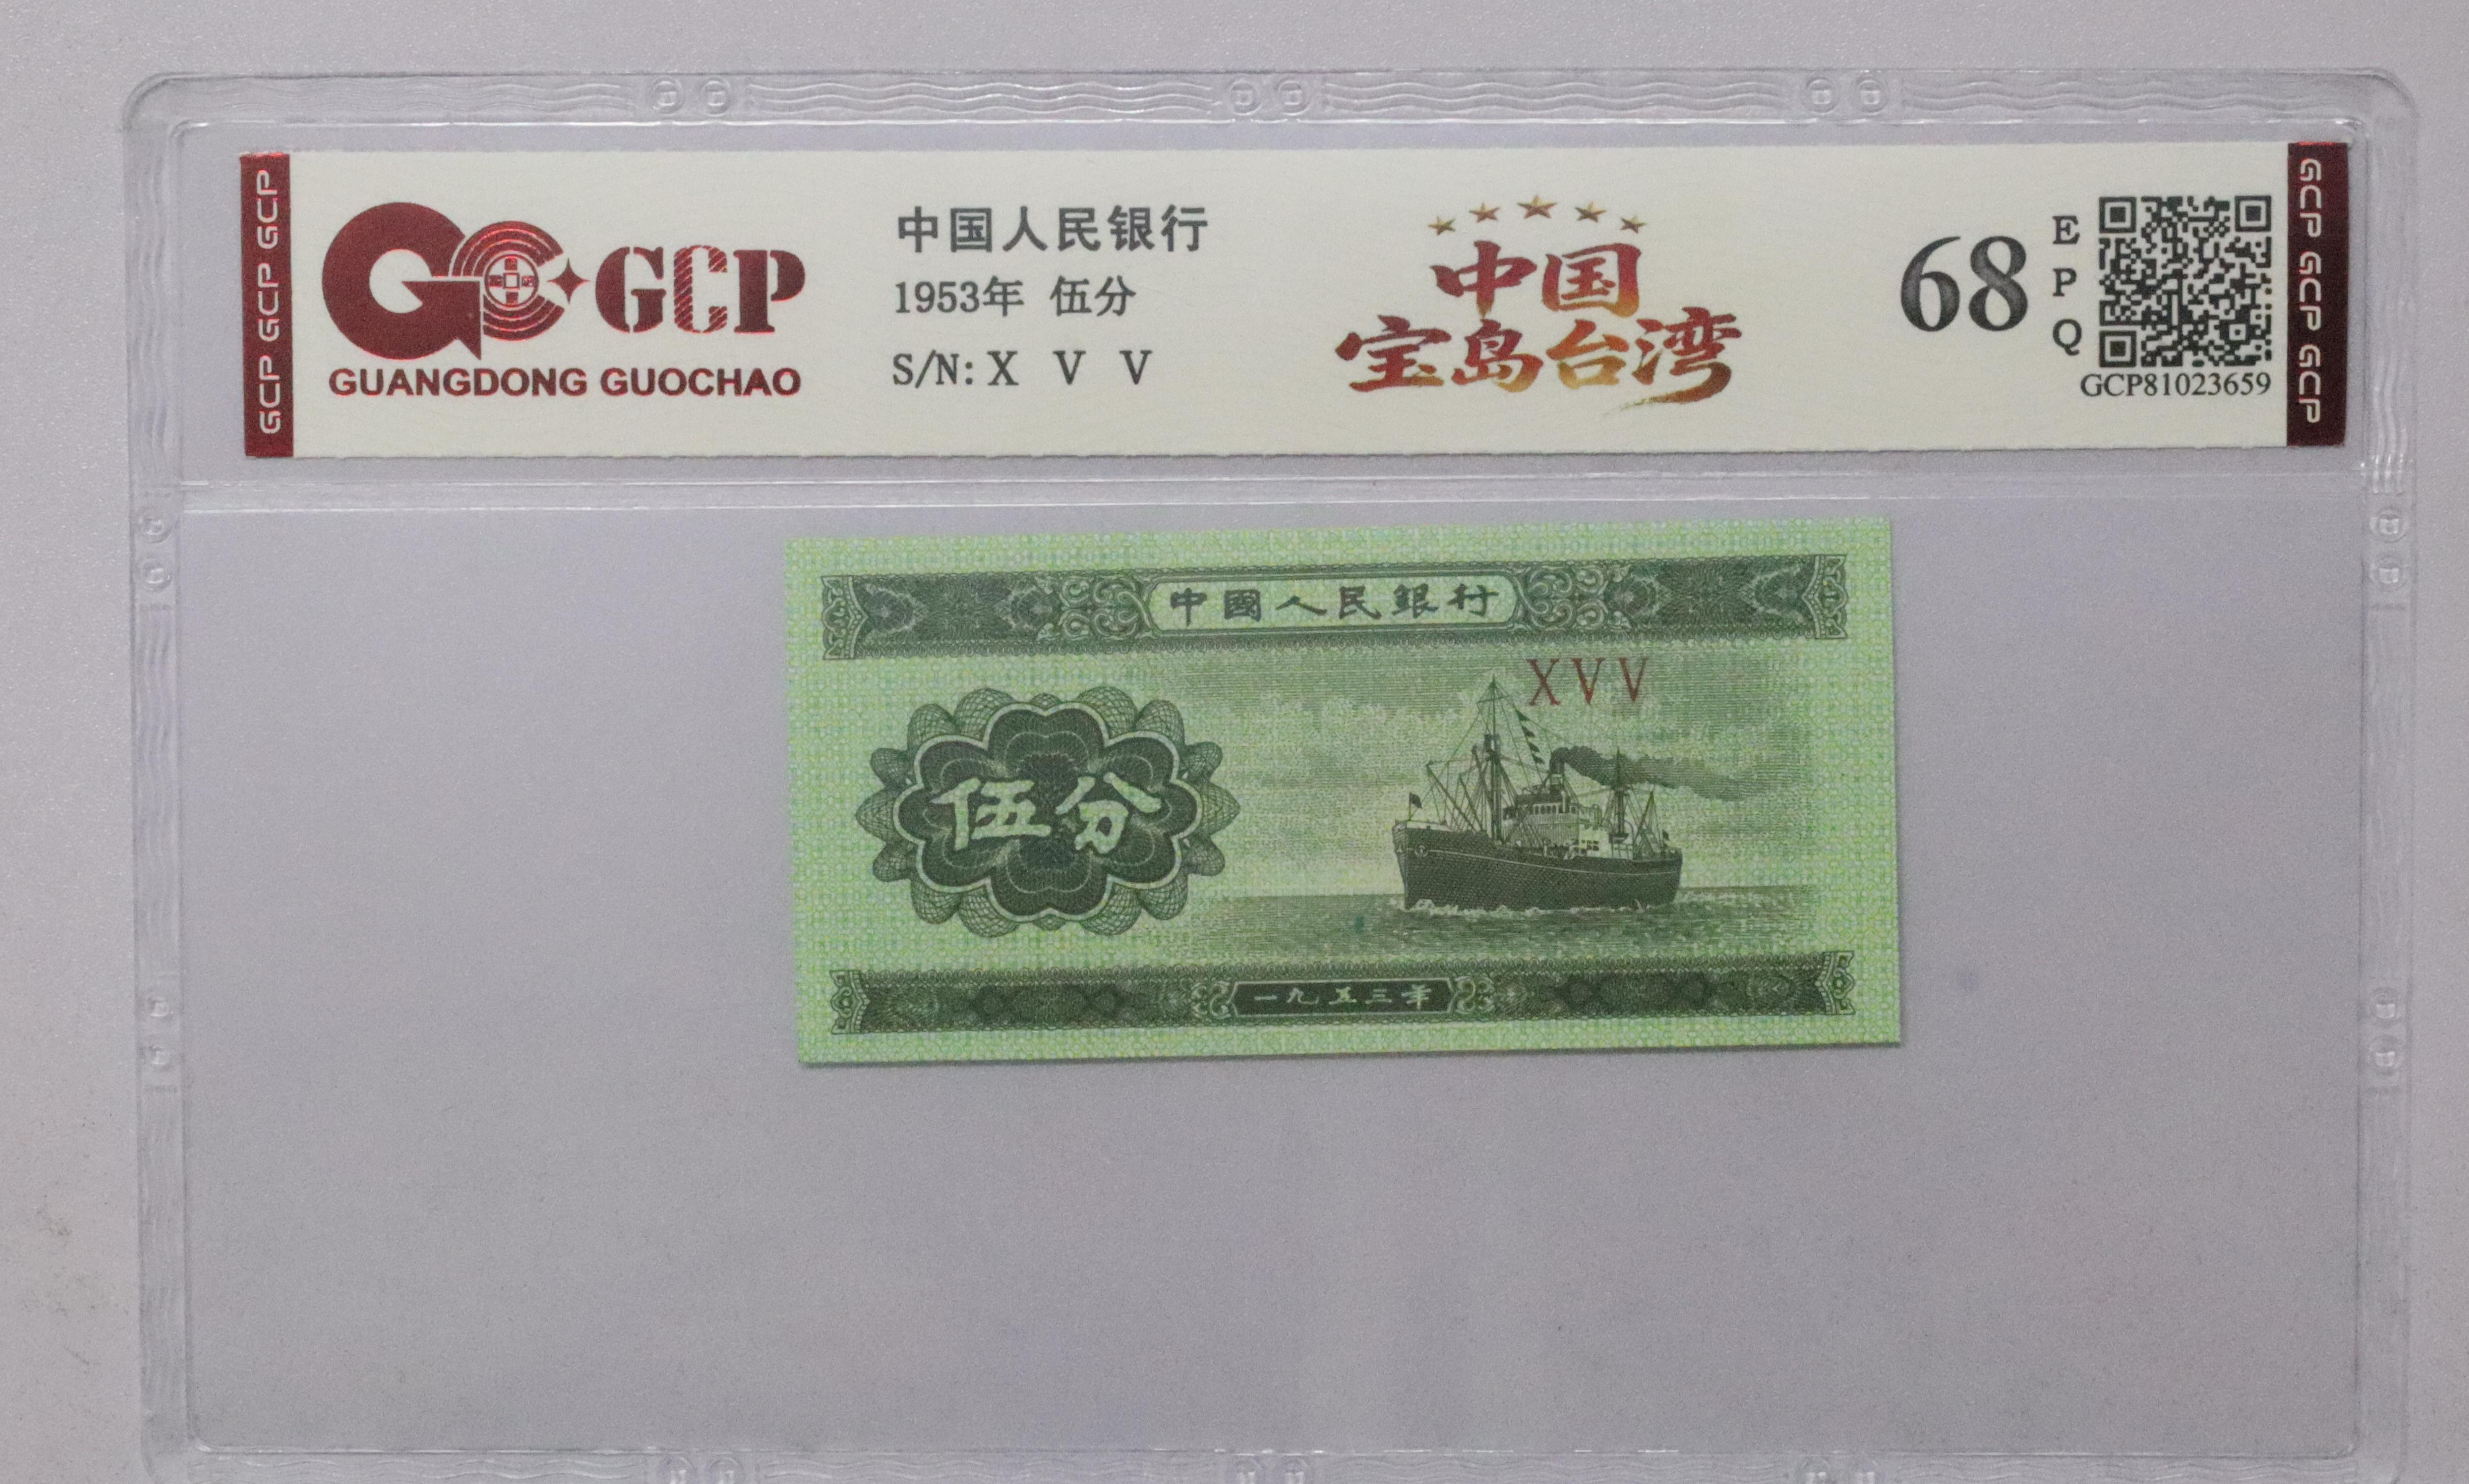 GCP GCP GCP
GCP
GUANGDONG GUOCHAO
中国人民银行
1953年 伍分
S/N: X V V
中国
宝岛台湾
68
E
P
Q
GCP81023659
GCP GCP GCP
中國人民銀行
XVV
伍分
一九五三年